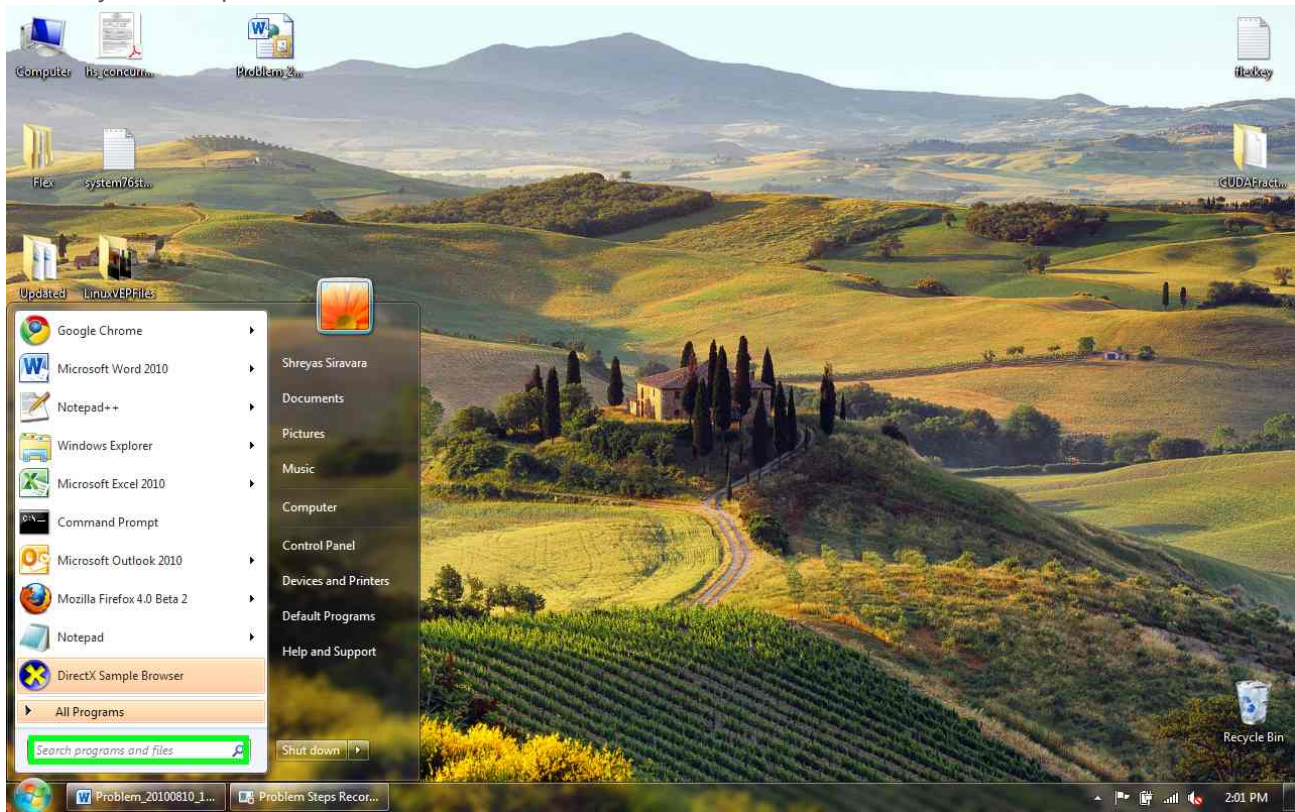 Computer
Problem_2...
flexkey
Flex
system76st...
CUDAFract...
Updated
LinuxVEPFiles
Google Chrome
Microsoft Word 2010
Notepad++
Windows Explorer
Microsoft Excel 2010
Command Prompt
Microsoft Outlook 2010
Mozilla Firefox 4.0 Beta 2
Notepad
DirectX Sample Browser
All Programs
Search programs and files
Shreyas Siravara
Documents
Pictures
Music
Computer
Control Panel
Devices and Printers
Default Programs
Help and Support
Shut down
Recycle Bin
Problem_20100810_1...
Problem Steps Recor...
2:01 PM